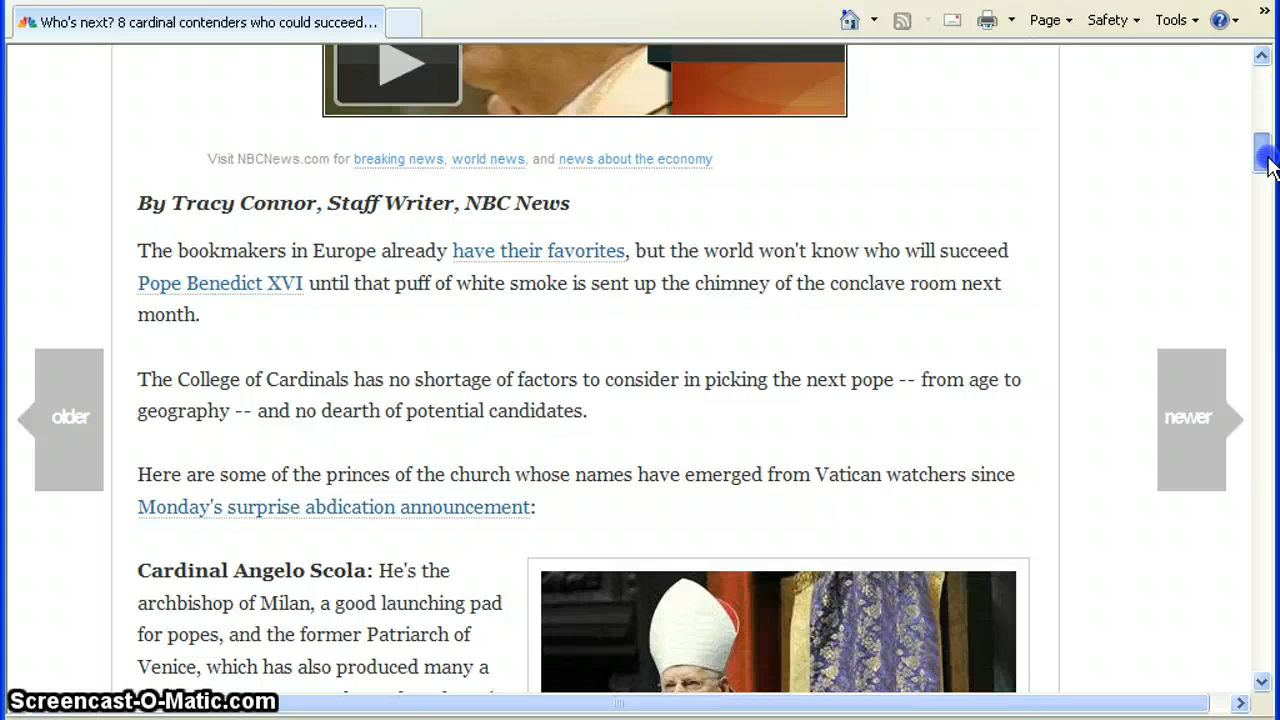 Who's next? 8 cardinal contenders who could succeed...
Page
Safety
Tools
Visit NBCNews.com for breaking news, world news, and news about the economy
By Tracy Connor, Staff Writer, NBC News
The bookmakers in Europe already have their favorites, but the world won't know who will succeed
Pope Benedict XVI until that puff of white smoke is sent up the chimney of the conclave room next
month.
The College of Cardinals has no shortage of factors to consider in picking the next pope -- from age to
geography -- and no dearth of potential candidates.
older
newer
Here are some of the princes of the church whose names have emerged from Vatican watchers since
Monday's surprise abdication announcement:
Cardinal Angelo Scola: He's the
archbishop of Milan, a good launching pad
for popes, and the former Patriarch of
Venice, which has also produced many a
Screencast-O-Matic.com